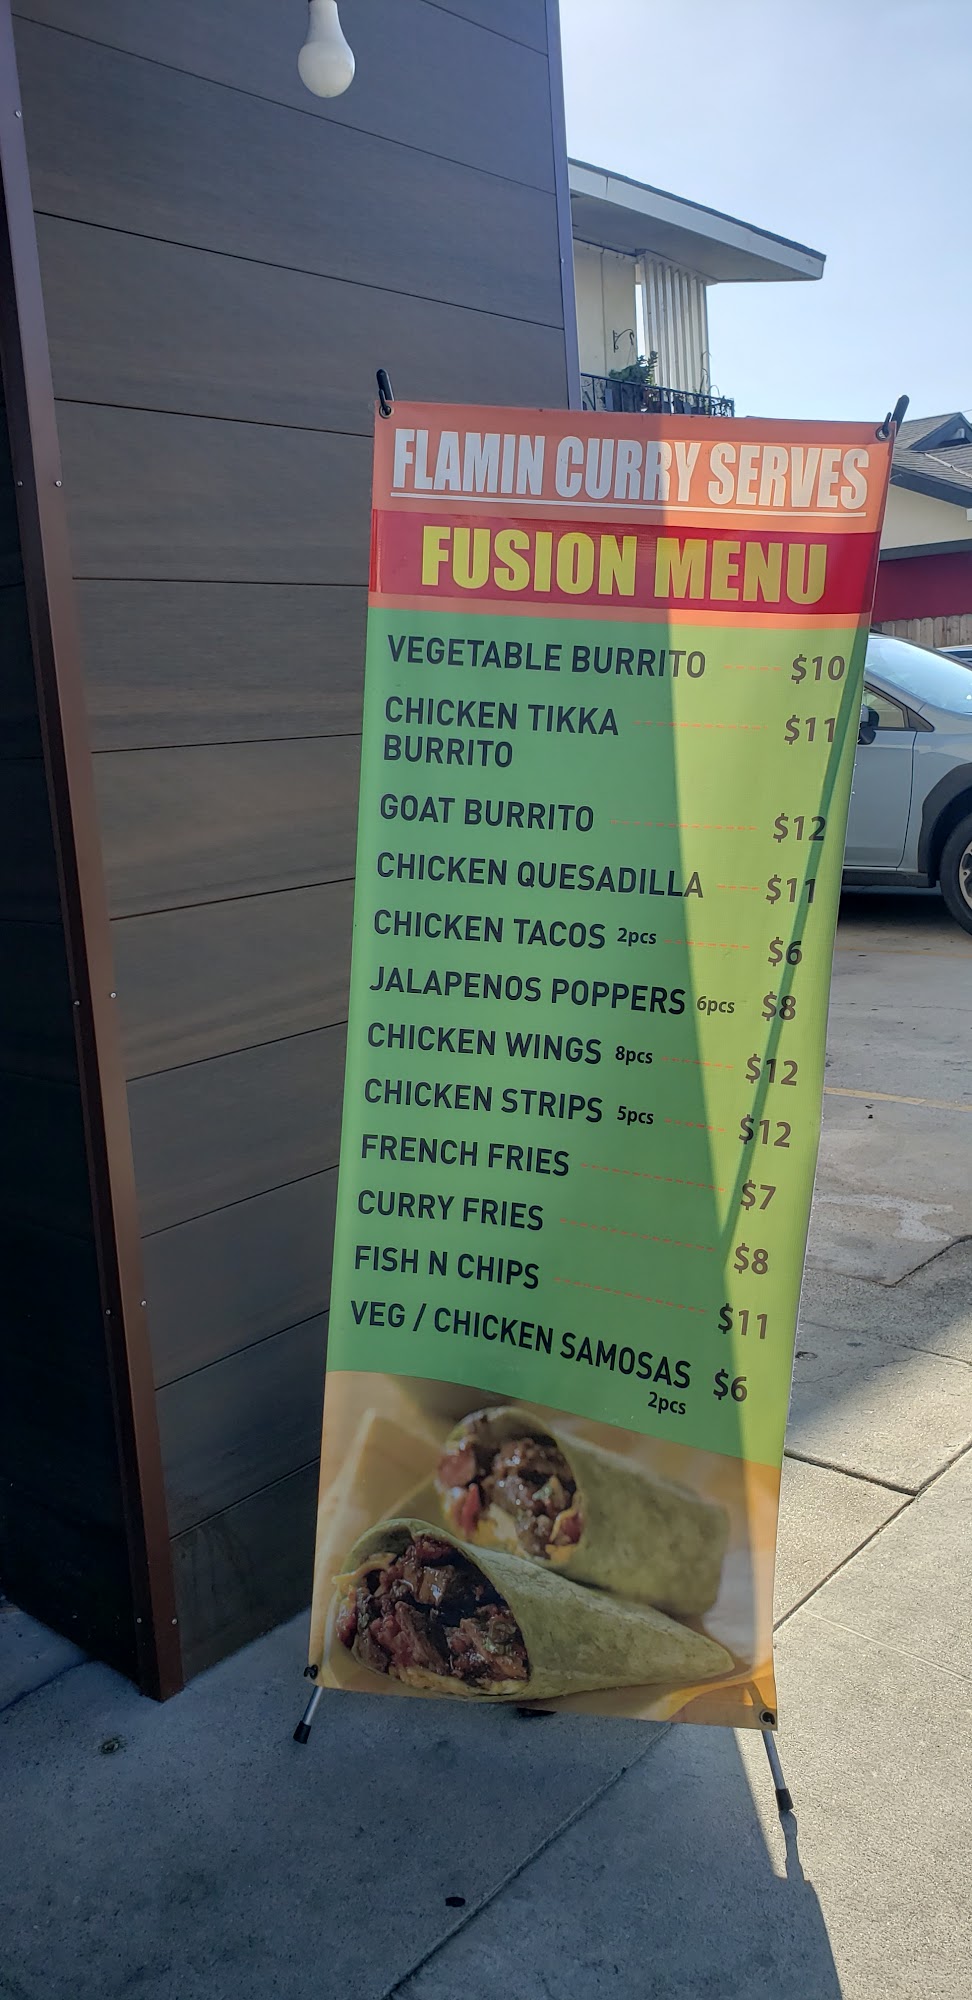 FLAMIN CURRY SERVES
FUSION MENU
VEGETABLE BURRITO ----- $10
CHICKEN TIKKA ----- $11
BURRITO
GOAT BURRITO ----- $12
CHICKEN QUESADILLA ---- $11
CHICKEN TACOS 2pcs ----- $6
JALAPENOS POPPERS 6pcs $8
CHICKEN WINGS 8pcs ----- $12
CHICKEN STRIPS 5pcs ----- $12
FRENCH FRIES ----- $7
CURRY FRIES ----- $8
FISH N CHIPS ----- $11
VEG / CHICKEN SAMOSAS $6
2pcs